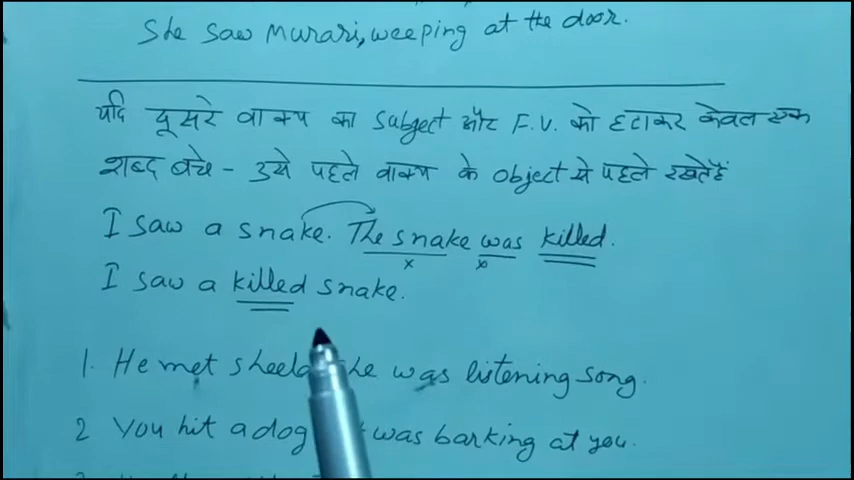 She saw Murari, weeping at the door.
यदि दूसरे वाक्य का Subject और F.V. को हटाकर केवल एक
शब्द बचे - उसे पहले वाक्य के object से पहले रखते हैं
I saw a snake. The snake was killed.
I saw a killed snake.
1. He met sheela he was listening song.
2 You hit a dog was barking at you.